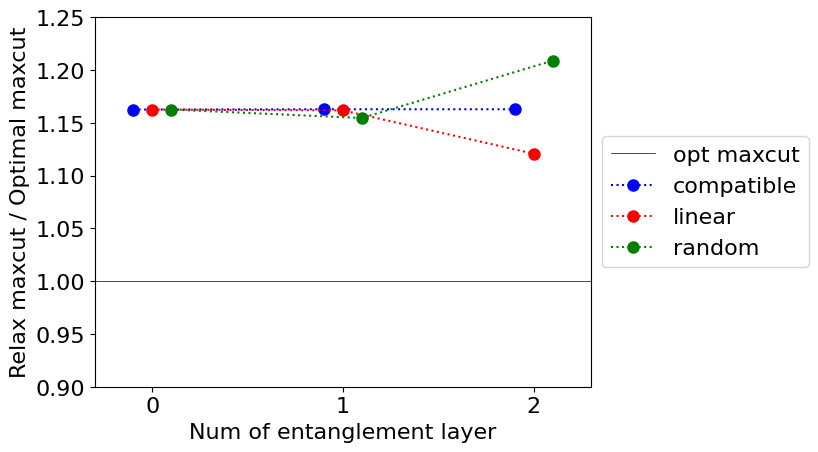 Relax maxcut / Optimal maxcut
1.25
1.20
1.15
1.10
1.05
1.00
0.95
0.90
0
1
2
Num of entanglement layer
opt maxcut
compatible
linear
random